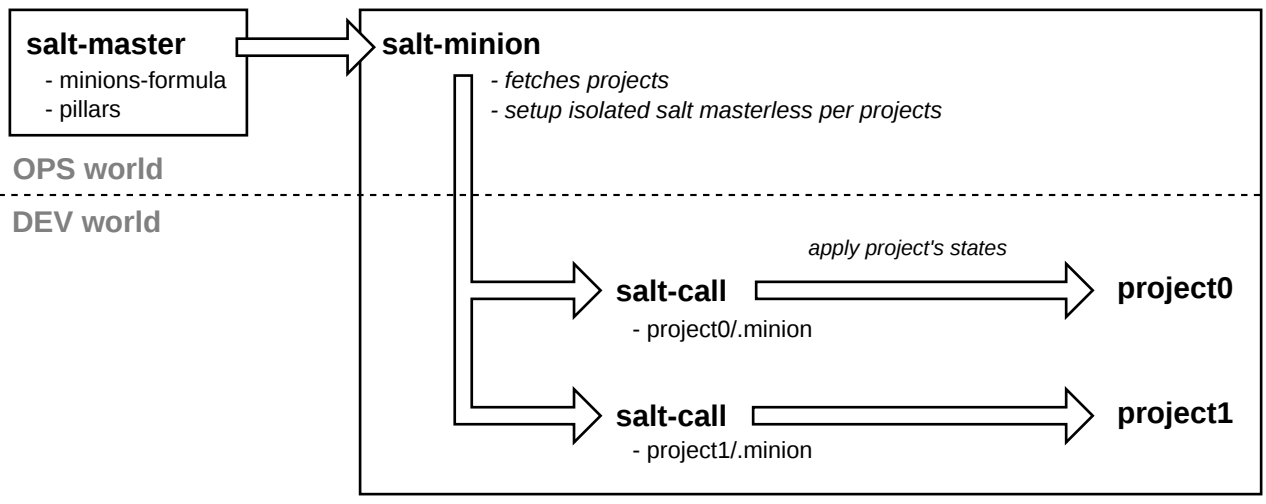 salt-master
- minions-formula
- pillars
salt-minion
- fetches projects
- setup isolated salt masterless per projects
OPS world
DEV world
apply project's states
salt-call
- project0/.minion
project0
salt-call
- project1/.minion
project1